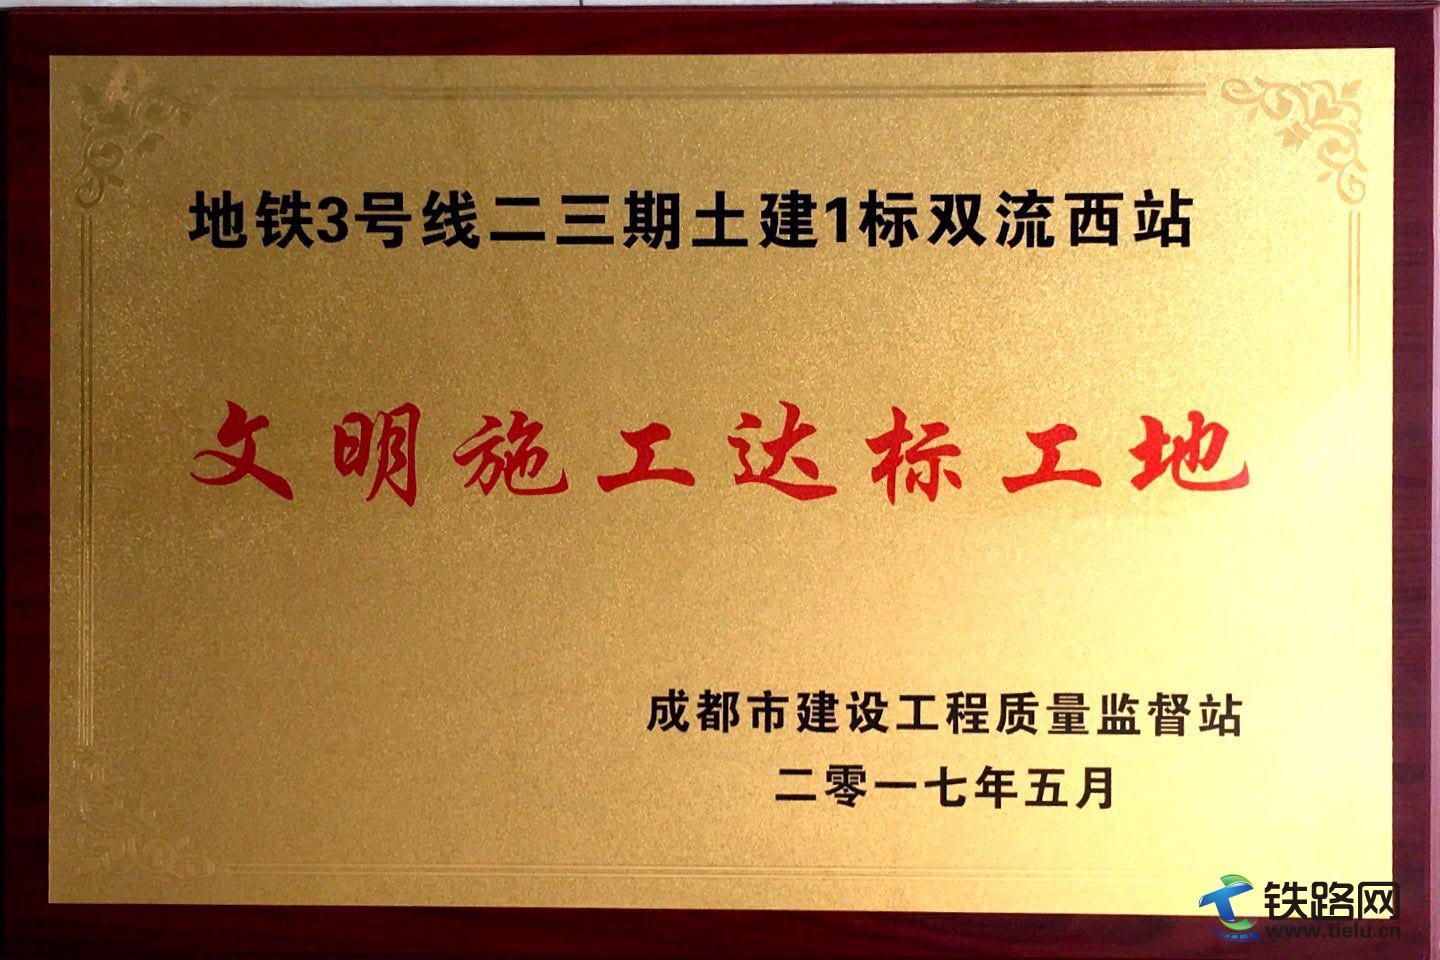 地铁3号线二三期土建1标双流西站
文明施工达标工地
成都市建设工程质量监督站
二零一七年五月
铁路网
www.tielu.cn